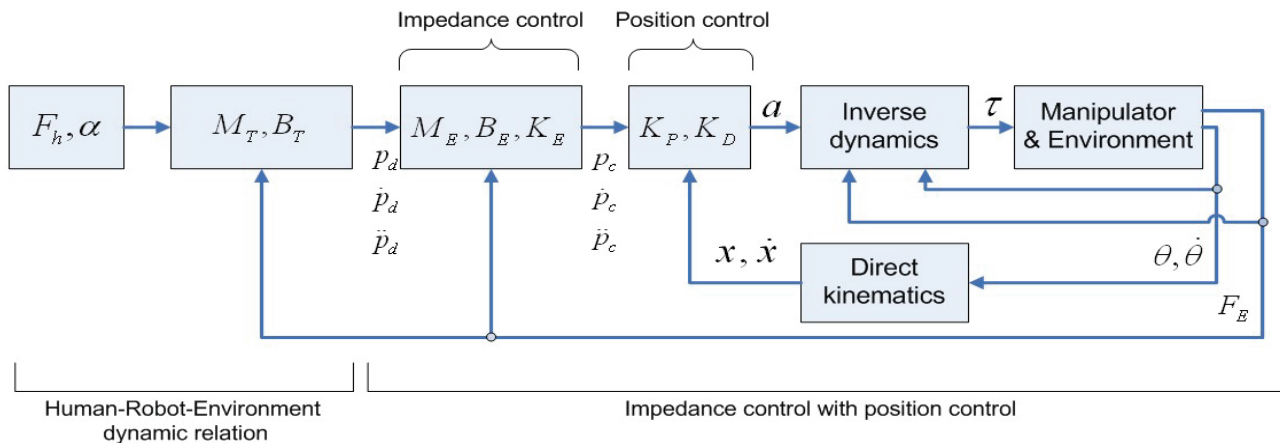 Impedance control
Position control
F_h, α
M_T, B_T
M_E, B_E, K_E
K_P, K_D
a
Inverse
dynamics
τ
Manipulator
& Environment
p_d
ṗ_d
p̈_d
p_c
ṗ_c
p̈_c
x, ẋ
Direct
kinematics
θ, θ̇
F_E
Human-Robot-Environment
dynamic relation
Impedance control with position control